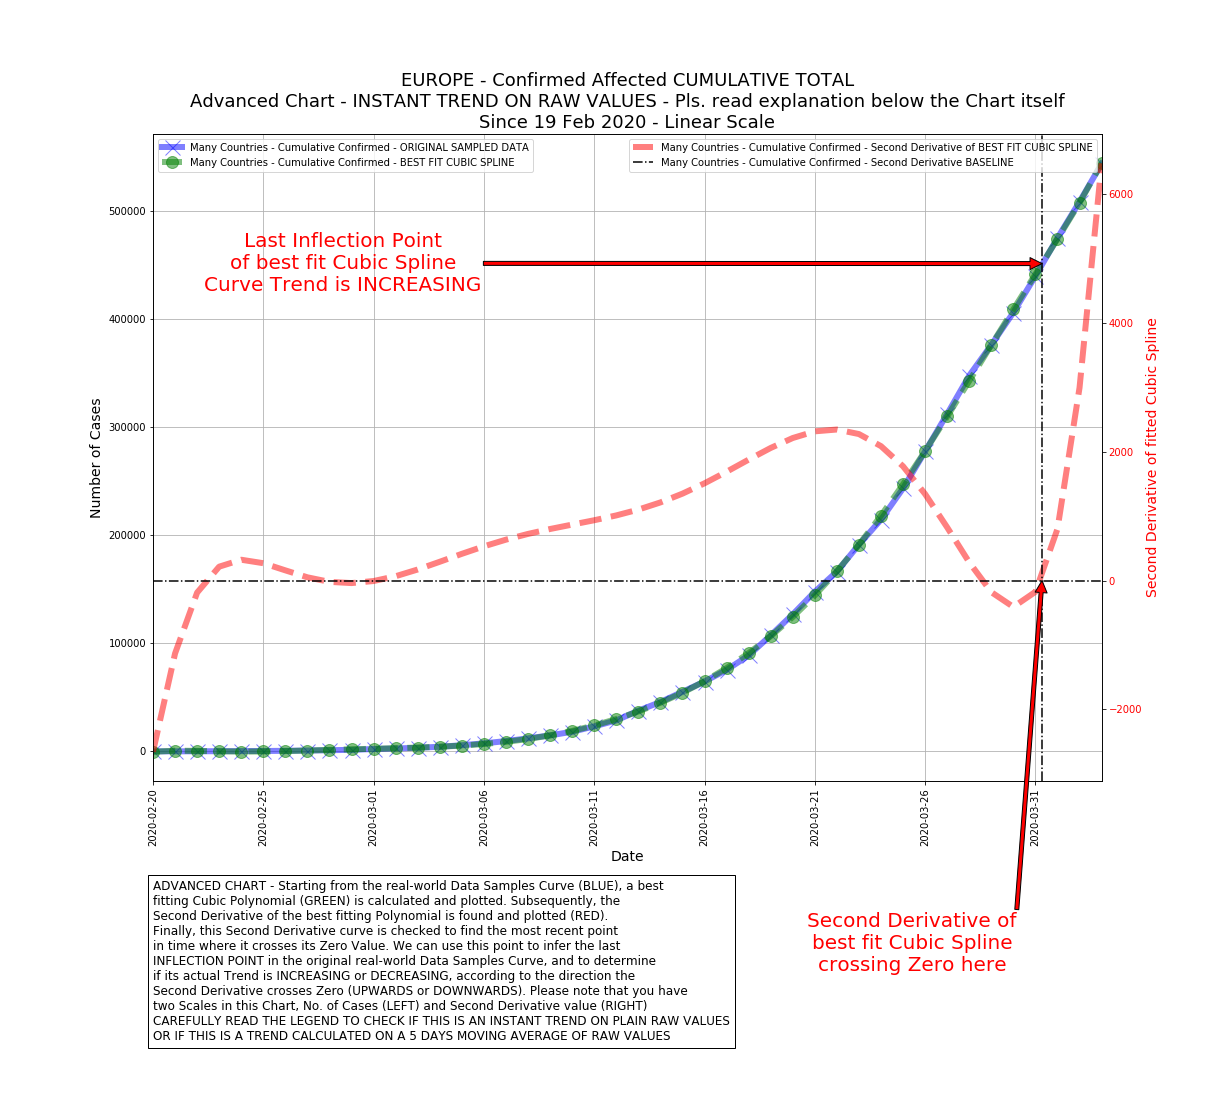 EUROPE - Confirmed Affected CUMULATIVE TOTAL
Advanced Chart - INSTANT TREND ON RAW VALUES - Pls. read explanation below the Chart itself
Since 19 Feb 2020 - Linear Scale
Many Countries - Cumulative Confirmed - ORIGINAL SAMPLED DATA
Many Countries - Cumulative Confirmed - BEST FIT CUBIC SPLINE
Many Countries - Cumulative Confirmed - Second Derivative of BEST FIT CUBIC SPLINE
Many Countries - Cumulative Confirmed - Second Derivative BASELINE
Last Inflection Point
of best fit Cubic Spline
Curve Trend is INCREASING
Number of Cases
500000
400000
300000
200000
100000
0
6000
4000
2000
0
−2000
Second Derivative of fitted Cubic Spline
2020-02-20
2020-02-25
2020-03-01
2020-03-06
2020-03-11
2020-03-16
2020-03-21
2020-03-26
2020-03-31
Date
ADVANCED CHART - Starting from the real-world Data Samples Curve (BLUE), a best
fitting Cubic Polynomial (GREEN) is calculated and plotted. Subsequently, the
Second Derivative of the best fitting Polynomial is found and plotted (RED).
Finally, this Second Derivative curve is checked to find the most recent point
in time where it crosses its Zero Value. We can use this point to infer the last
INFLECTION POINT in the original real-world Data Samples Curve, and to determine
if its actual Trend is INCREASING or DECREASING, according to the direction the
Second Derivative crosses Zero (UPWARDS or DOWNWARDS). Please note that you have
two Scales in this Chart, No. of Cases (LEFT) and Second Derivative value (RIGHT)
CAREFULLY READ THE LEGEND TO CHECK IF THIS IS AN INSTANT TREND ON PLAIN RAW VALUES
OR IF THIS IS A TREND CALCULATED ON A 5 DAYS MOVING AVERAGE OF RAW VALUES
Second Derivative of
best fit Cubic Spline
crossing Zero here